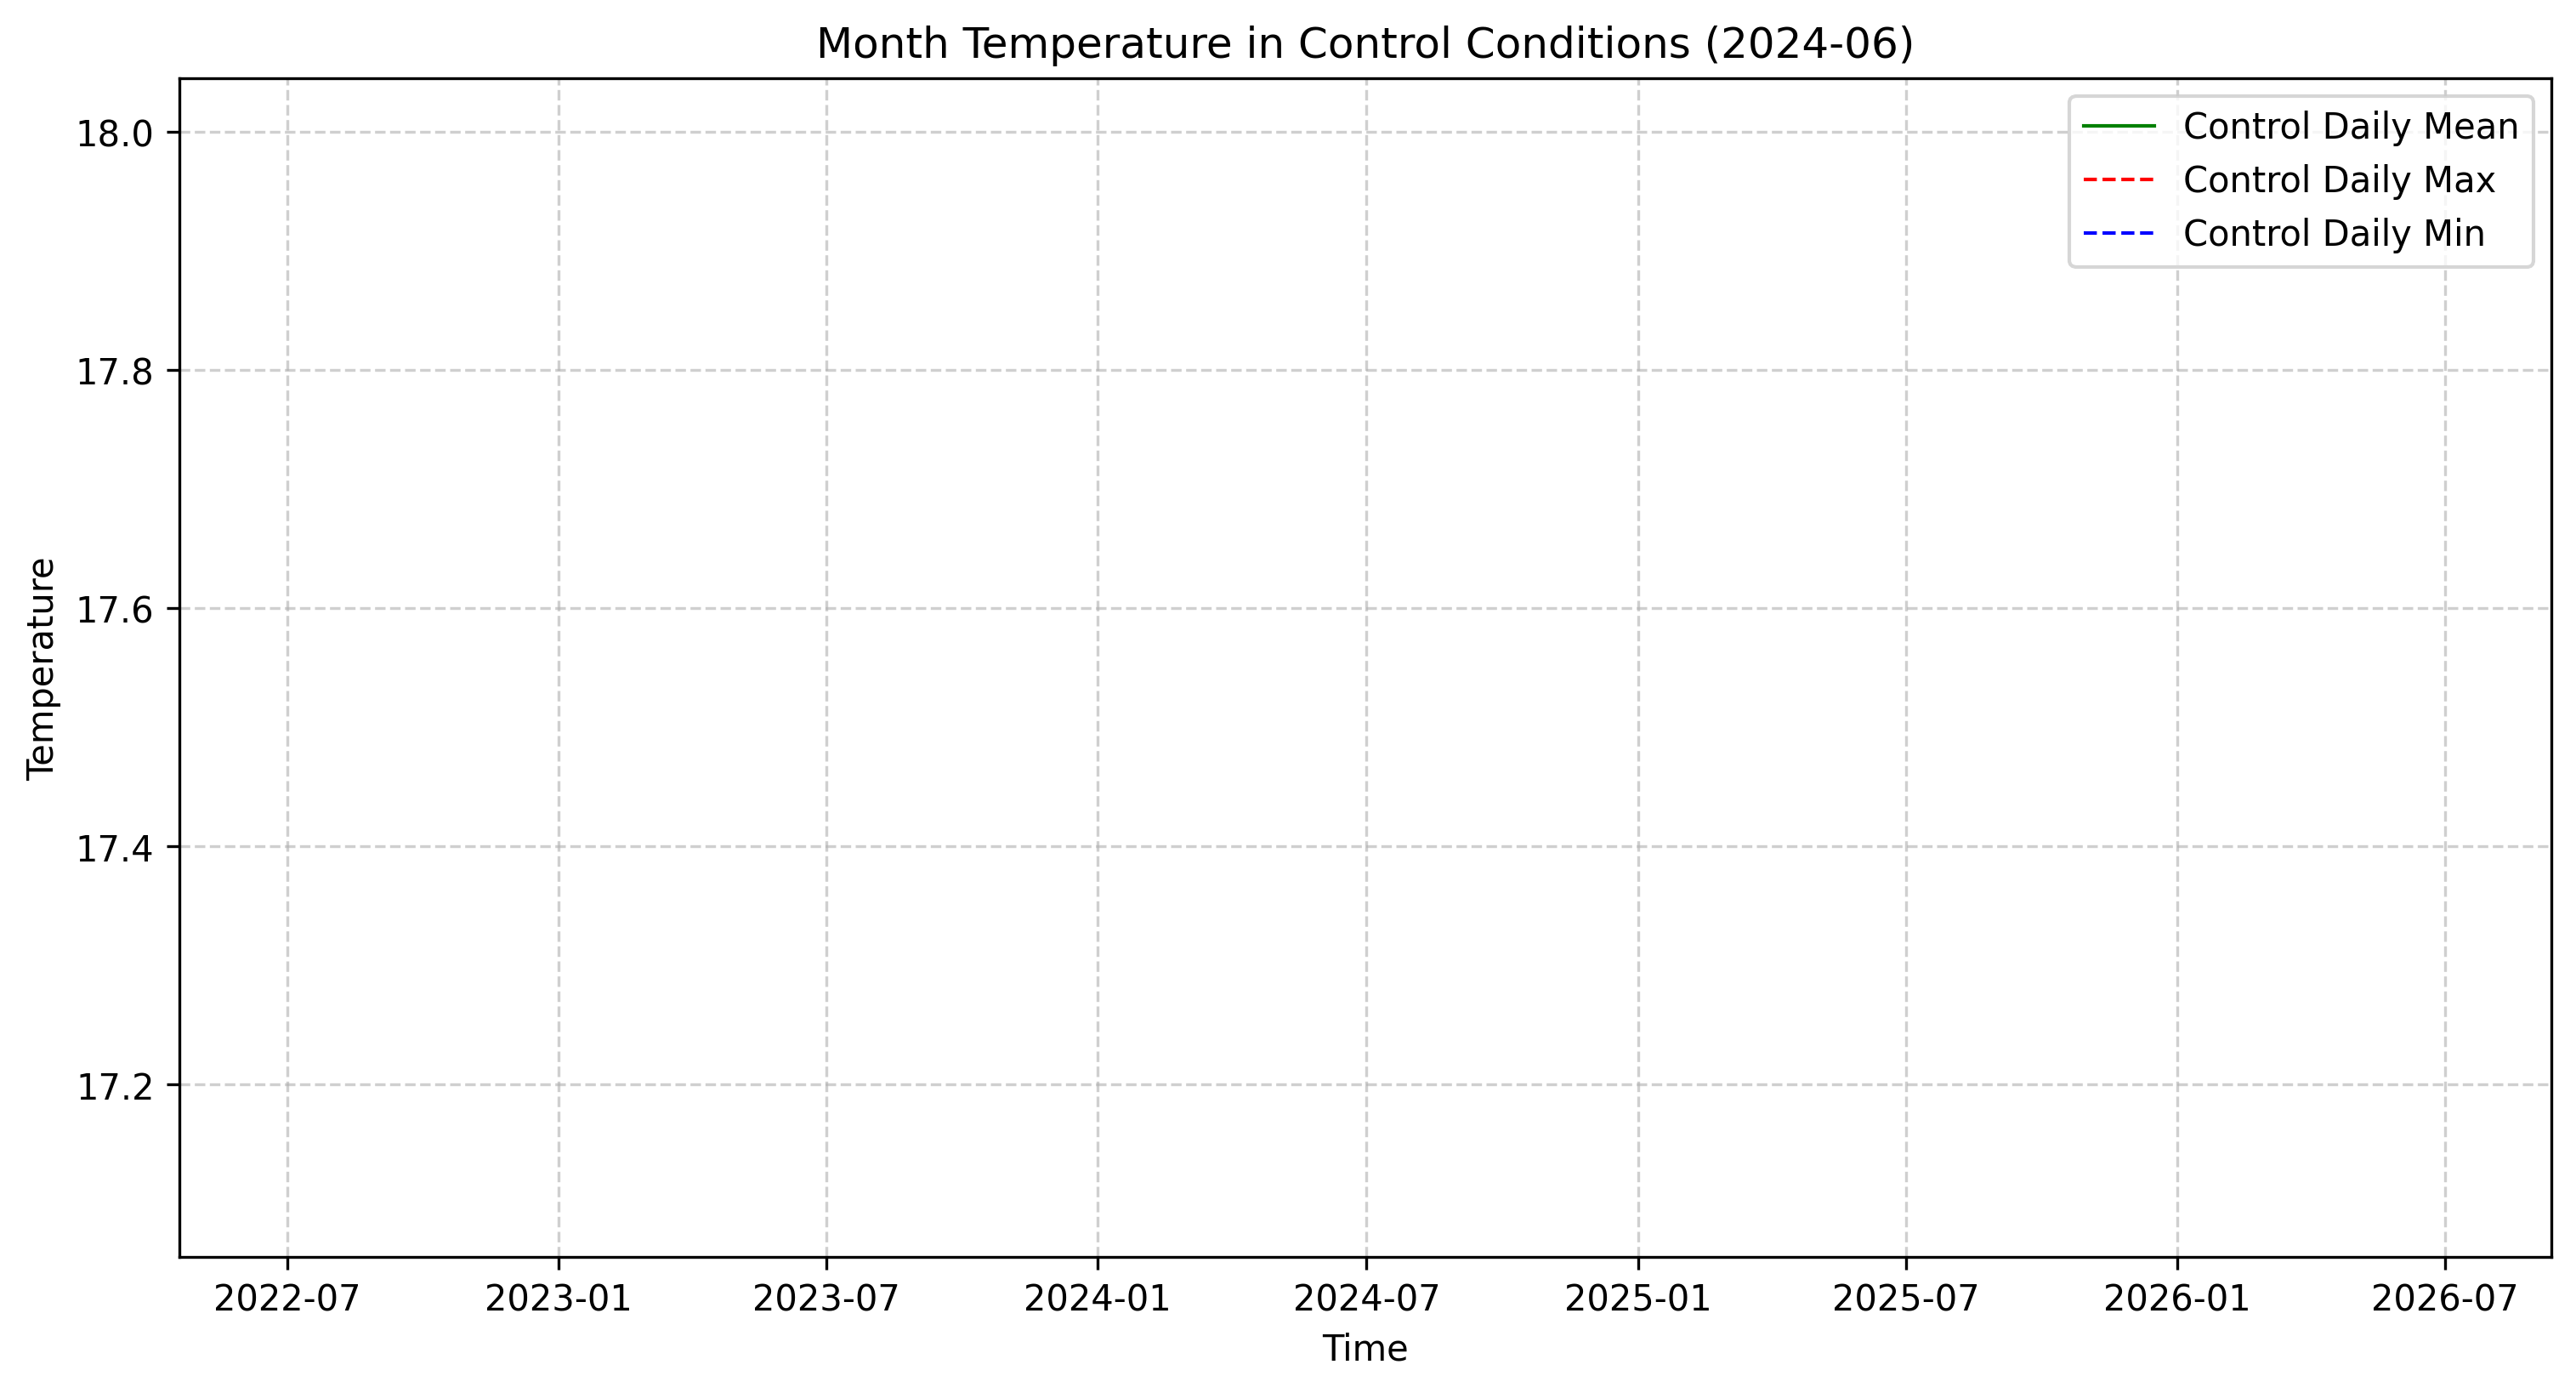 Month Temperature in Control Conditions (2024-06)
Control Daily Mean
Control Daily Max
Control Daily Min
18.0
17.8
17.6
17.4
17.2
Temperature
2022-07
2023-01
2023-07
2024-01
2024-07
2025-01
2025-07
2026-01
2026-07
Time